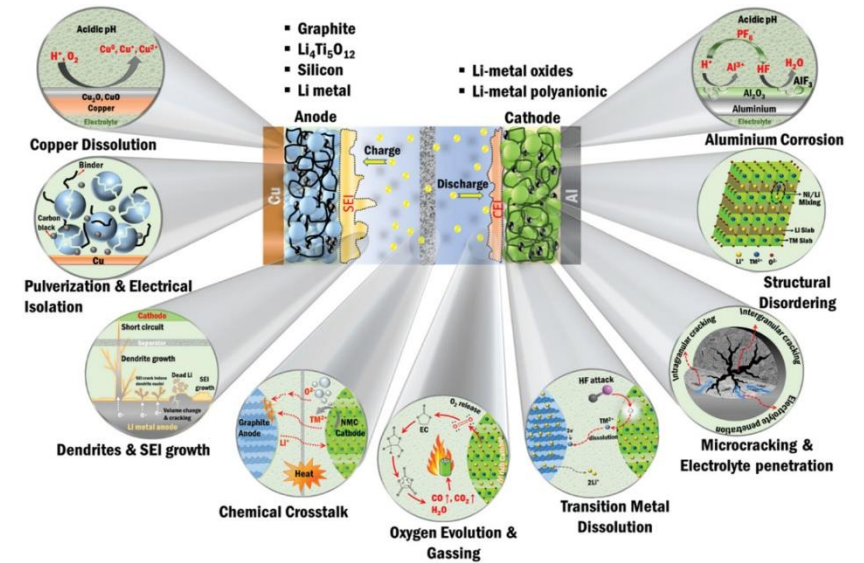 Acidic pH
H⁺, O₂
Cu⁰, Cu⁺, Cu²⁺
Cu₂O, CuO
Copper
Electrolyte
Copper Dissolution
Graphite
Li₄Ti₅O₁₂
Silicon
Li metal
Anode
Li-metal oxides
Li-metal polyanionic
Cathode
Cu
SEI
Charge
Discharge
CEI
Al
Acidic pH
PF₆⁻
H⁺
Al³⁺
HF
H₂O
AlF₃
Al₂O₃
Aluminium
Electrolyte
Aluminium Corrosion
Binder
Carbon
black
Cu
Pulverization & Electrical
Isolation
Ni/Li
Mixing
Li Slab
TM Slab
Li⁺
TM²⁺
O²⁻
Structural
Disordering
Cathode
Short circuit
Separator
Dendrite growth
SEI crack induce
dendrite nuclei
Dead Li
SEI
growth
Volume change
& cracking
Li metal anode
Dendrites & SEI growth
Graphite
Anode
TM²⁺
Li⁺
NMC
Cathode
Heat
Chemical Crosstalk
O₂ release
EC
CO ↑, CO₂ ↑
H₂O
Oxygen Evolution &
Gassing
HF attack
TM²⁺
dissolution
2Li⁺
Transition Metal
Dissolution
Intragranular cracking
Intergranular cracking
Electrolyte penetration
Microcracking &
Electrolyte penetration